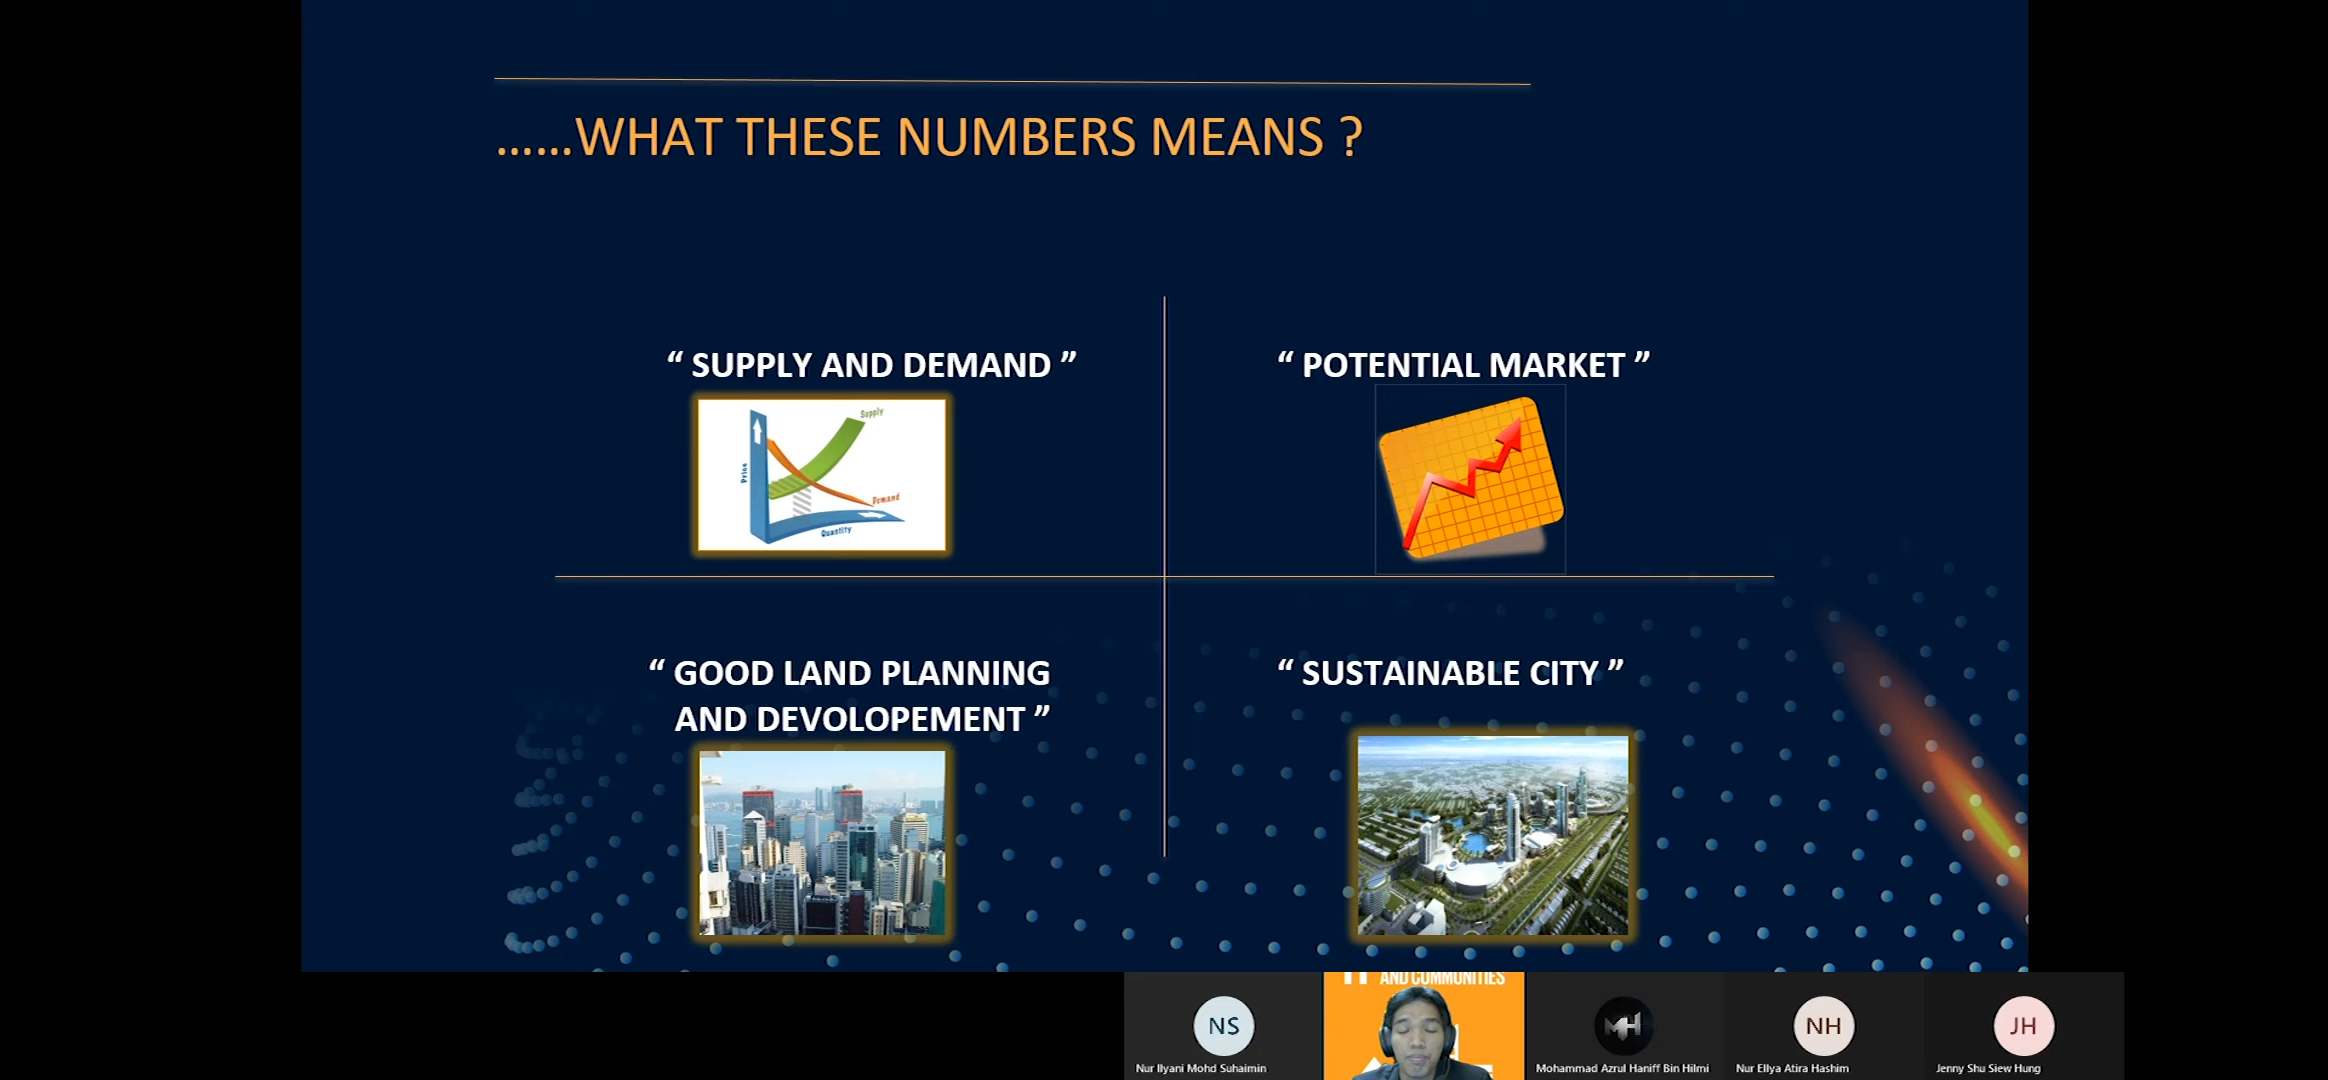 ......WHAT THESE NUMBERS MEANS ?
“ SUPPLY AND DEMAND ”
“ POTENTIAL MARKET ”
Supply
Price
Demand
Quantity
“ GOOD LAND PLANNING
AND DEVOLOPEMENT ”
“ SUSTAINABLE CITY ”
AND COMMUNITIES
NS
MH
NH
JH
Nur Ilyani Mohd Suhaimin
Mohammad Azrul Haniff Bin Hilmi
Nur Ellya Atira Hashim
Jenny Shu Siew Hung